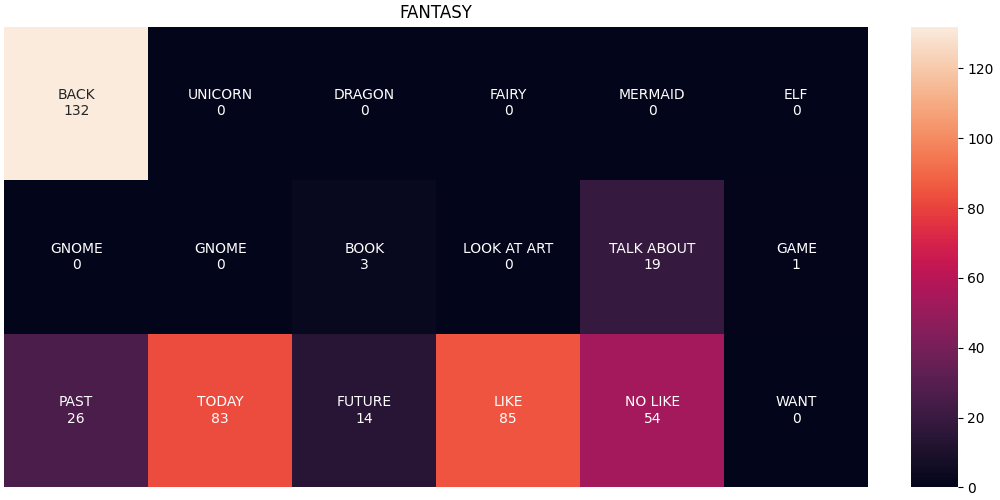 FANTASY
BACK UNICORN DRAGON FAIRY MERMAID ELF
132 0 0 0 0 0
GNOME GNOME BOOK LOOK AT ART TALK ABOUT GAME
0 0 3 0 19 1
PAST TODAY FUTURE LIKE NO LIKE WANT
26 83 14 85 54 0
120
100
80
60
40
20
0